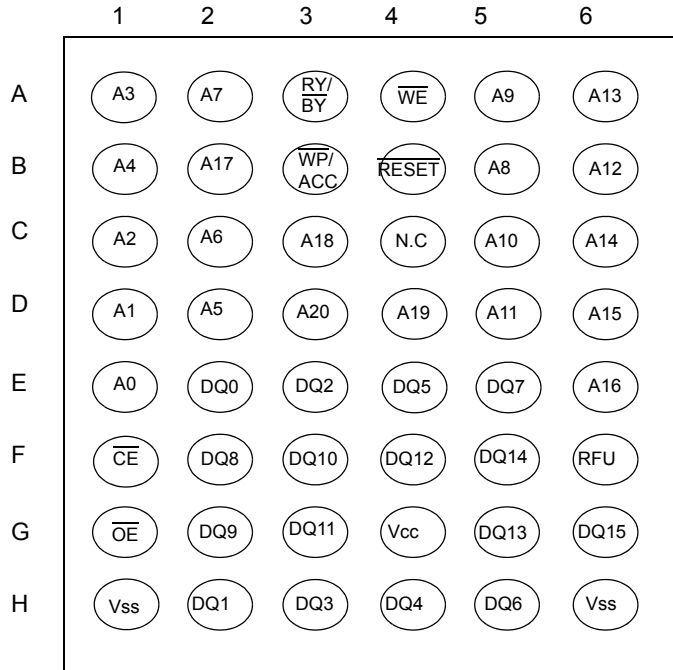 1 2 3 4 5 6
A A3 A7 RY/ BY WE A9 A13
B A4 A17 WP/ ACC RESET A8 A12
C A2 A6 A18 N.C A10 A14
D A1 A5 A20 A19 A11 A15
E A0 DQ0 DQ2 DQ5 DQ7 A16
F CE DQ8 DQ10 DQ12 DQ14 RFU
G OE DQ9 DQ11 Vcc DQ13 DQ15
H Vss DQ1 DQ3 DQ4 DQ6 Vss